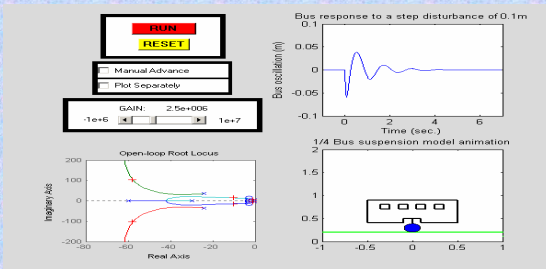 RUN
RESET
Manual Advance
Plot Separately
GAIN: 2.5e+006
-1e+6 1e+7
Open-loop Root Locus
200
100
0
-100
-200
-80 -60 -40 -20 0
Imaginary Axis
Real Axis
Bus response to a step disturbance of 0.1m
0.1
0.05
0
-0.05
-0.1
0 2 4 6
Bus oscillation (m)
Time (sec.)
1/4 Bus suspension model animation
2
1.5
1
0.5
0
-1 -0.5 0 0.5 1